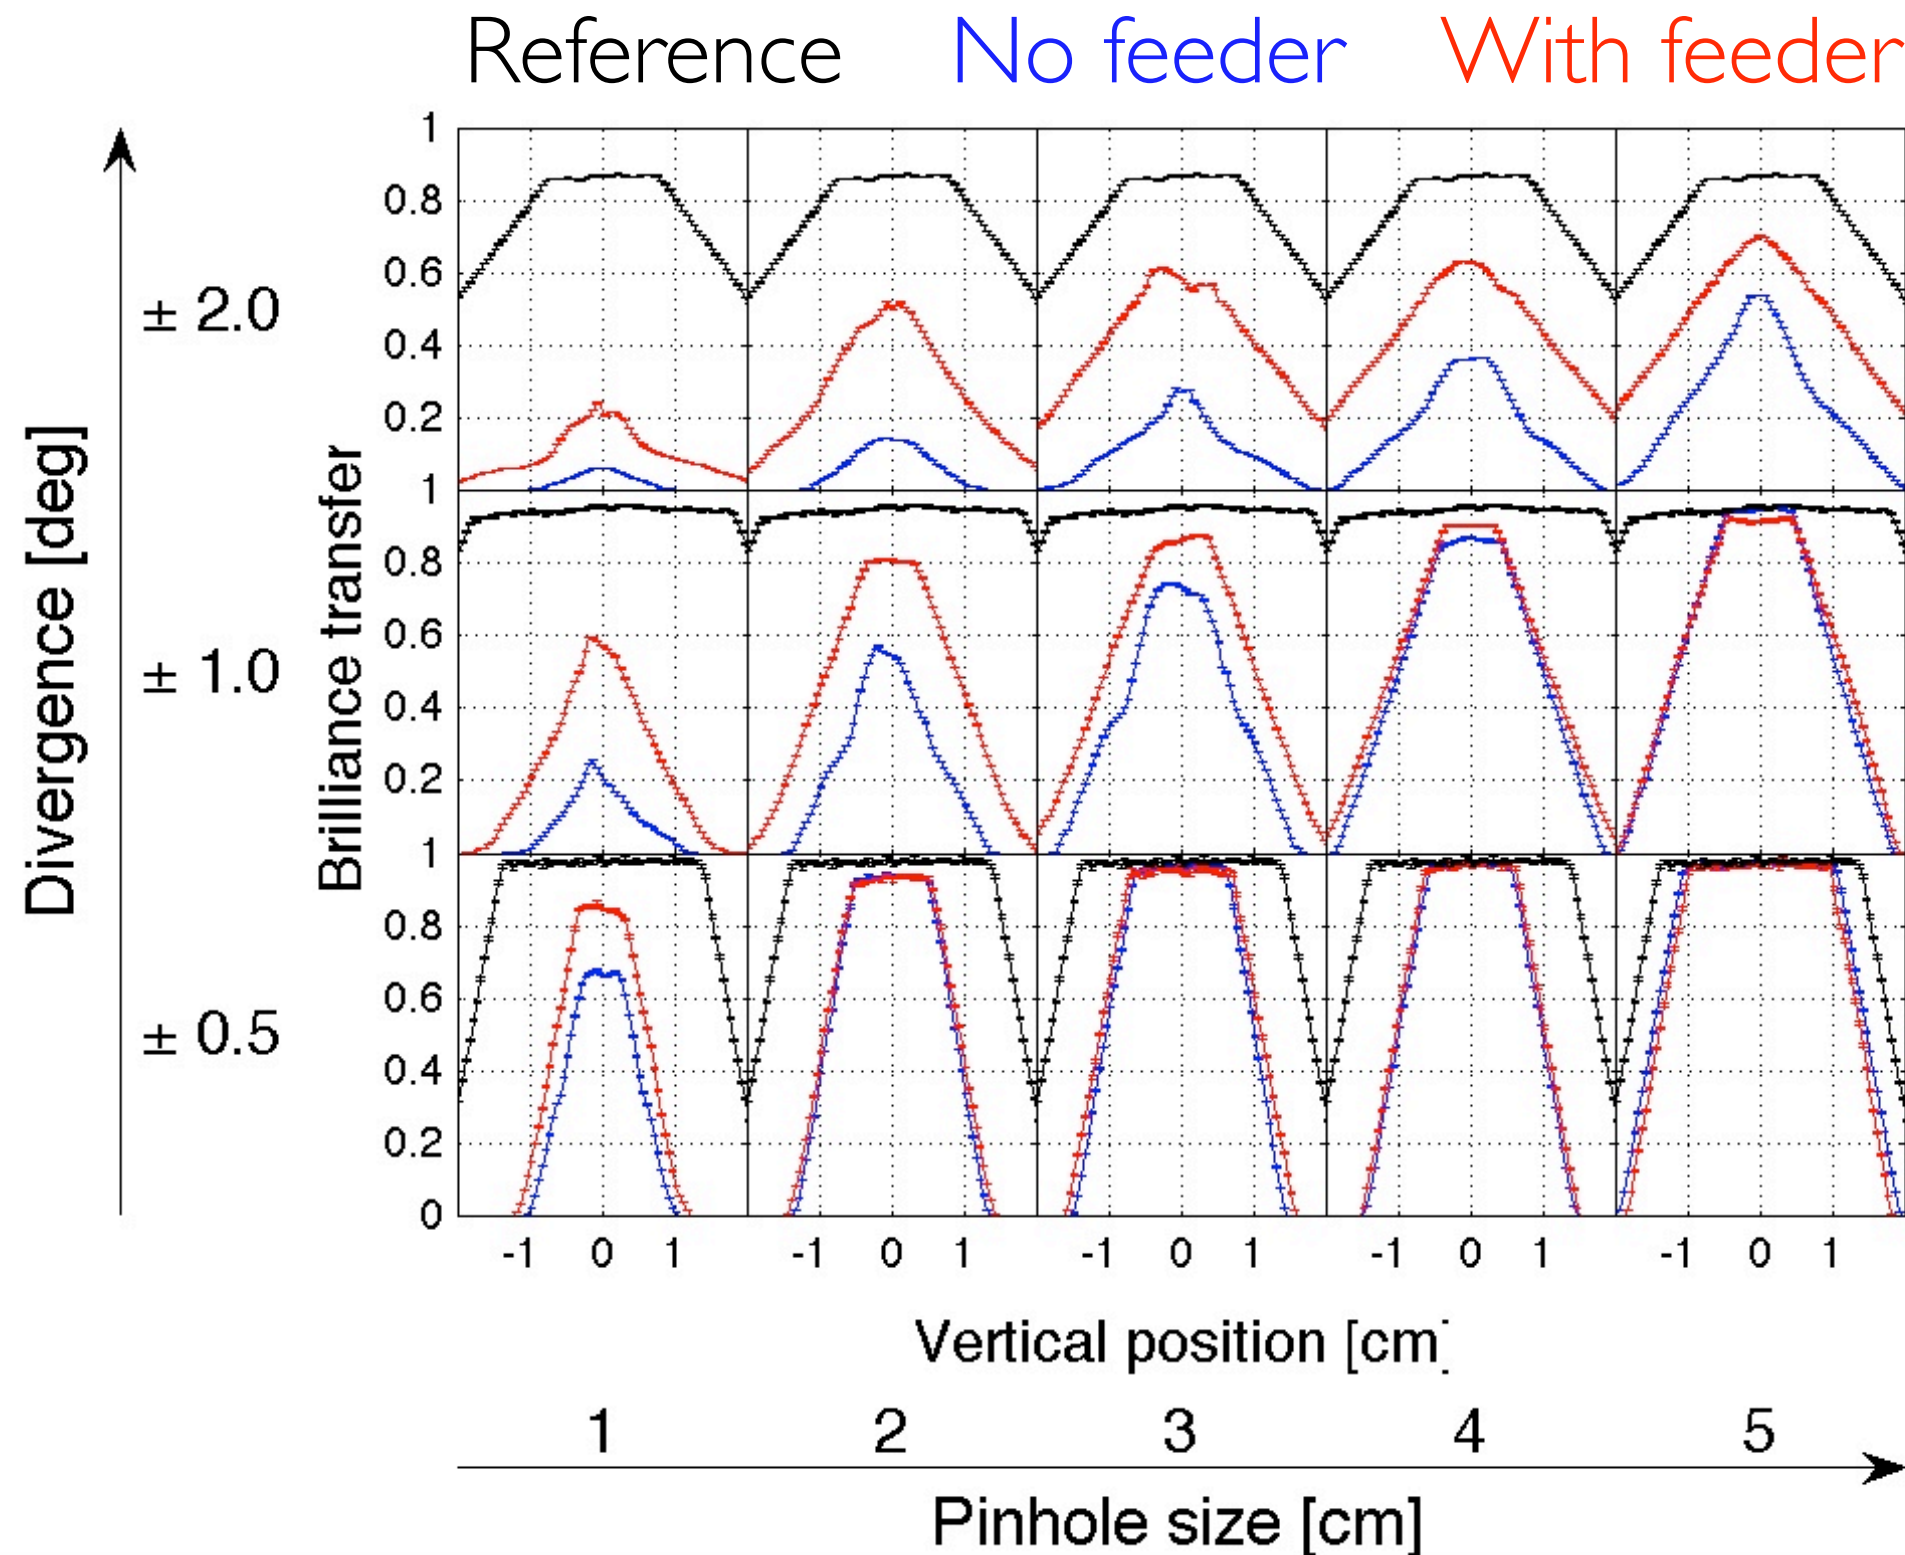 Reference No feeder With feeder
Divergence [deg]
± 2.0
± 1.0
± 0.5
Brilliance transfer
1
0.8
0.6
0.4
0.2
1
0.8
0.6
0.4
0.2
1
0.8
0.6
0.4
0.2
0
-1 0 1 -1 0 1 -1 0 1 -1 0 1 -1 0 1
Vertical position [cm]
1 2 3 4 5
Pinhole size [cm]